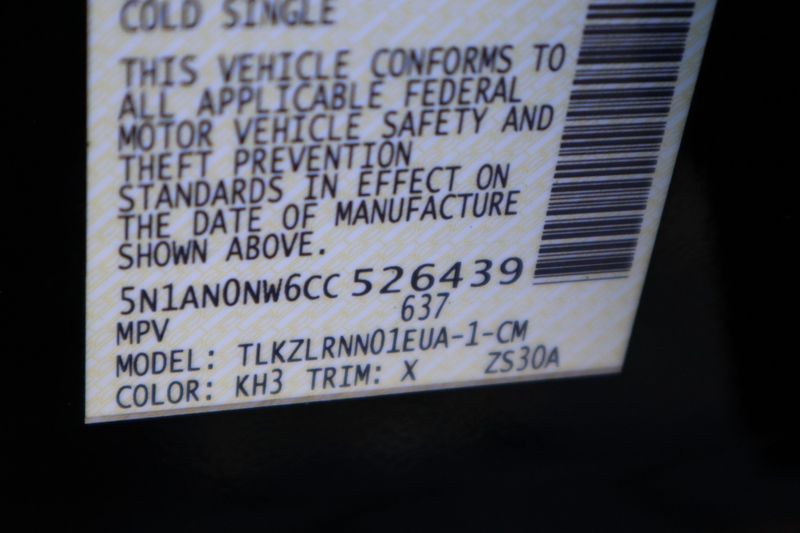 COLD SINGLE
THIS VEHICLE CONFORMS TO
ALL APPLICABLE FEDERAL
MOTOR VEHICLE SAFETY AND
THEFT PREVENTION
STANDARDS IN EFFECT ON
THE DATE OF MANUFACTURE
SHOWN ABOVE.
5N1AN0NW6CC 526439
MPV 637
MODEL: TLKZLRNN01EUA-1-CM
COLOR: KH3 TRIM: X ZS30A